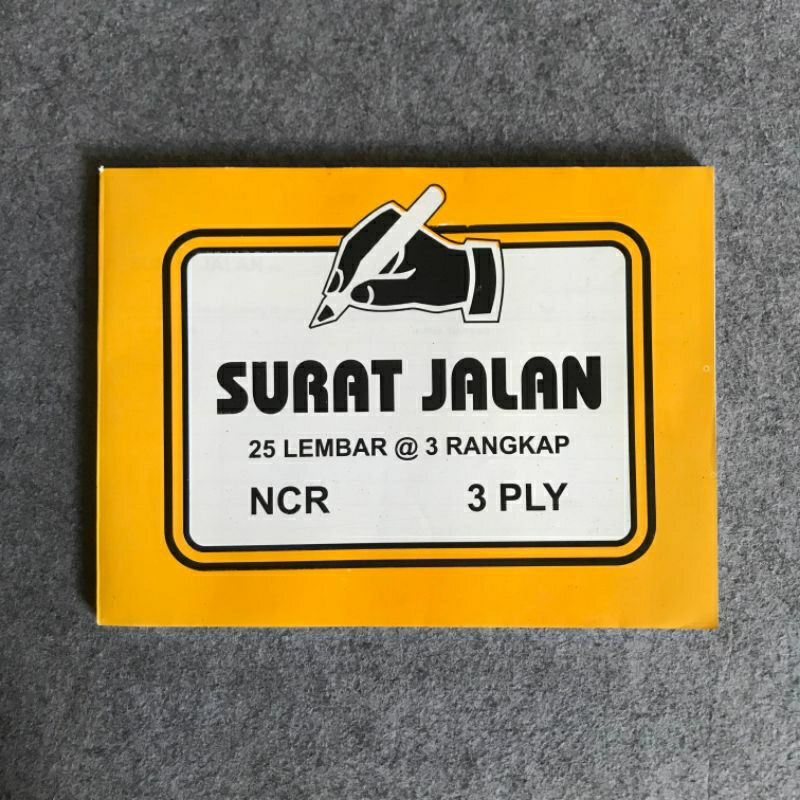 SURAT JALAN
25 LEMBAR @ 3 RANGKAP
NCR 3 PLY